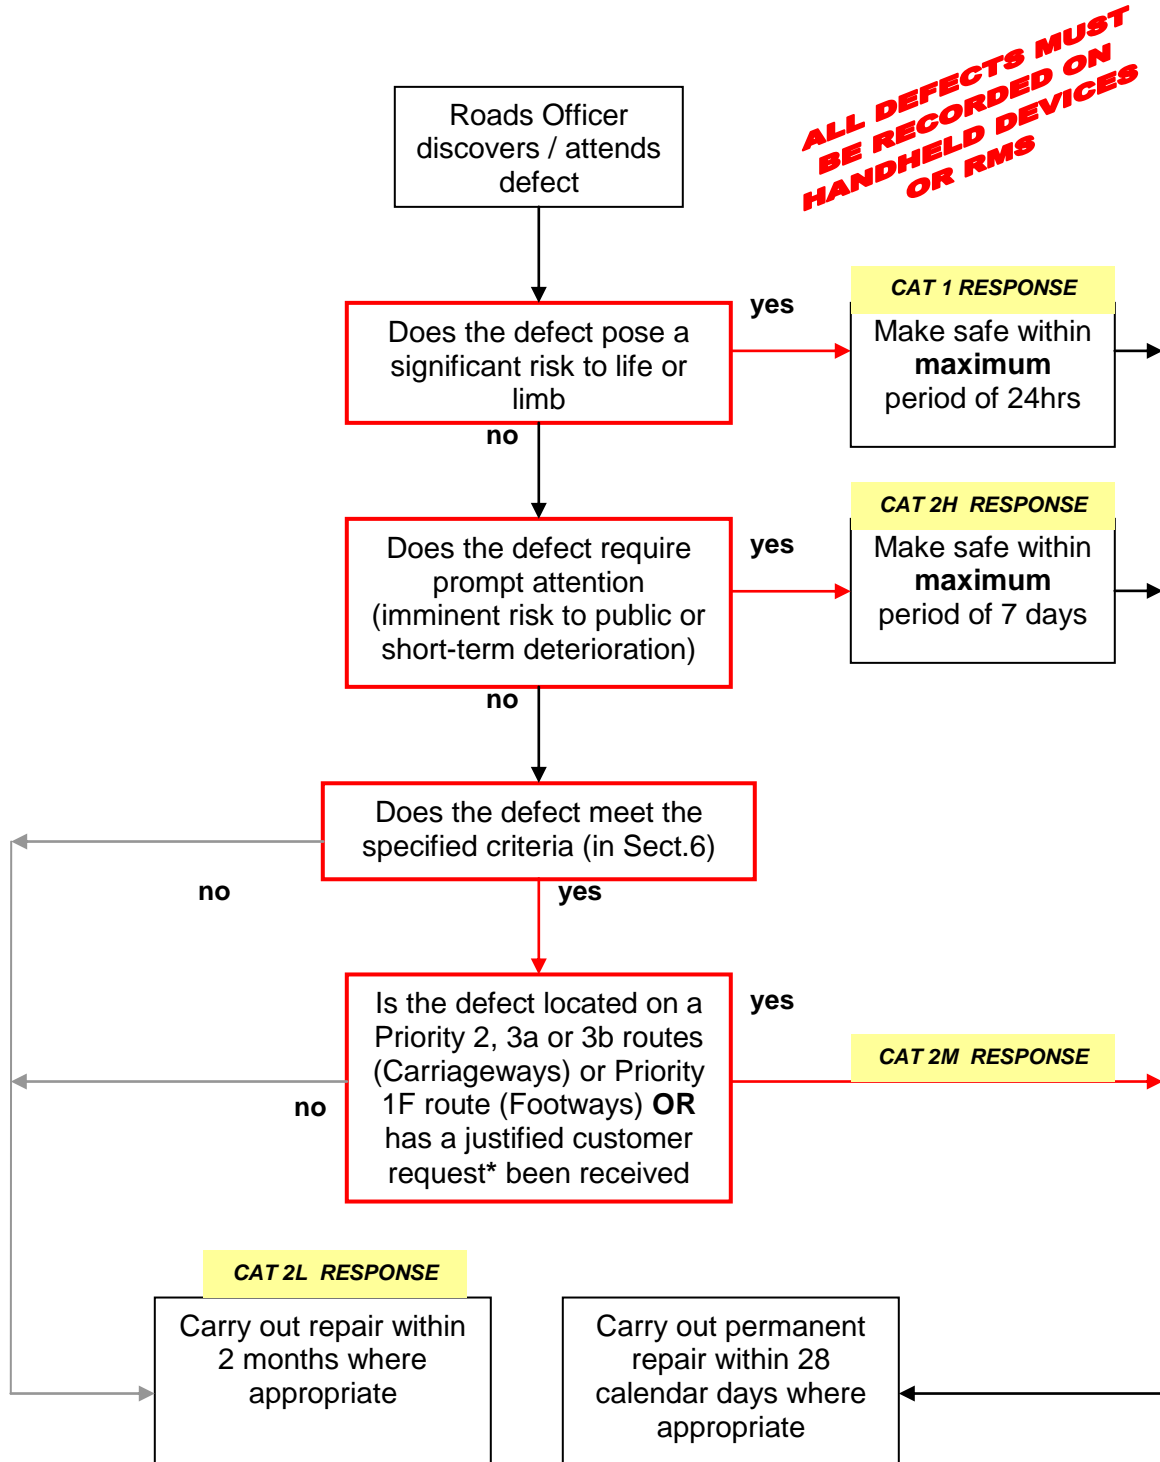 ALL DEFECTS MUST
BE RECORDED ON
HANDHELD DEVICES
OR RMS
Roads Officer
discovers / attends
defect
Does the defect pose a
significant risk to life or
limb
yes
CAT 1 RESPONSE
Make safe within
maximum
period of 24hrs
no
Does the defect require
prompt attention
(imminent risk to public or
short-term deterioration)
yes
CAT 2H RESPONSE
Make safe within
maximum
period of 7 days
no
Does the defect meet the
specified criteria (in Sect.6)
no
yes
Is the defect located on a
Priority 2, 3a or 3b routes
(Carriageways) or Priority
1F route (Footways) OR
has a justified customer
request* been received
yes
CAT 2M RESPONSE
no
CAT 2L RESPONSE
Carry out repair within
2 months where
appropriate
Carry out permanent
repair within 28
calendar days where
appropriate